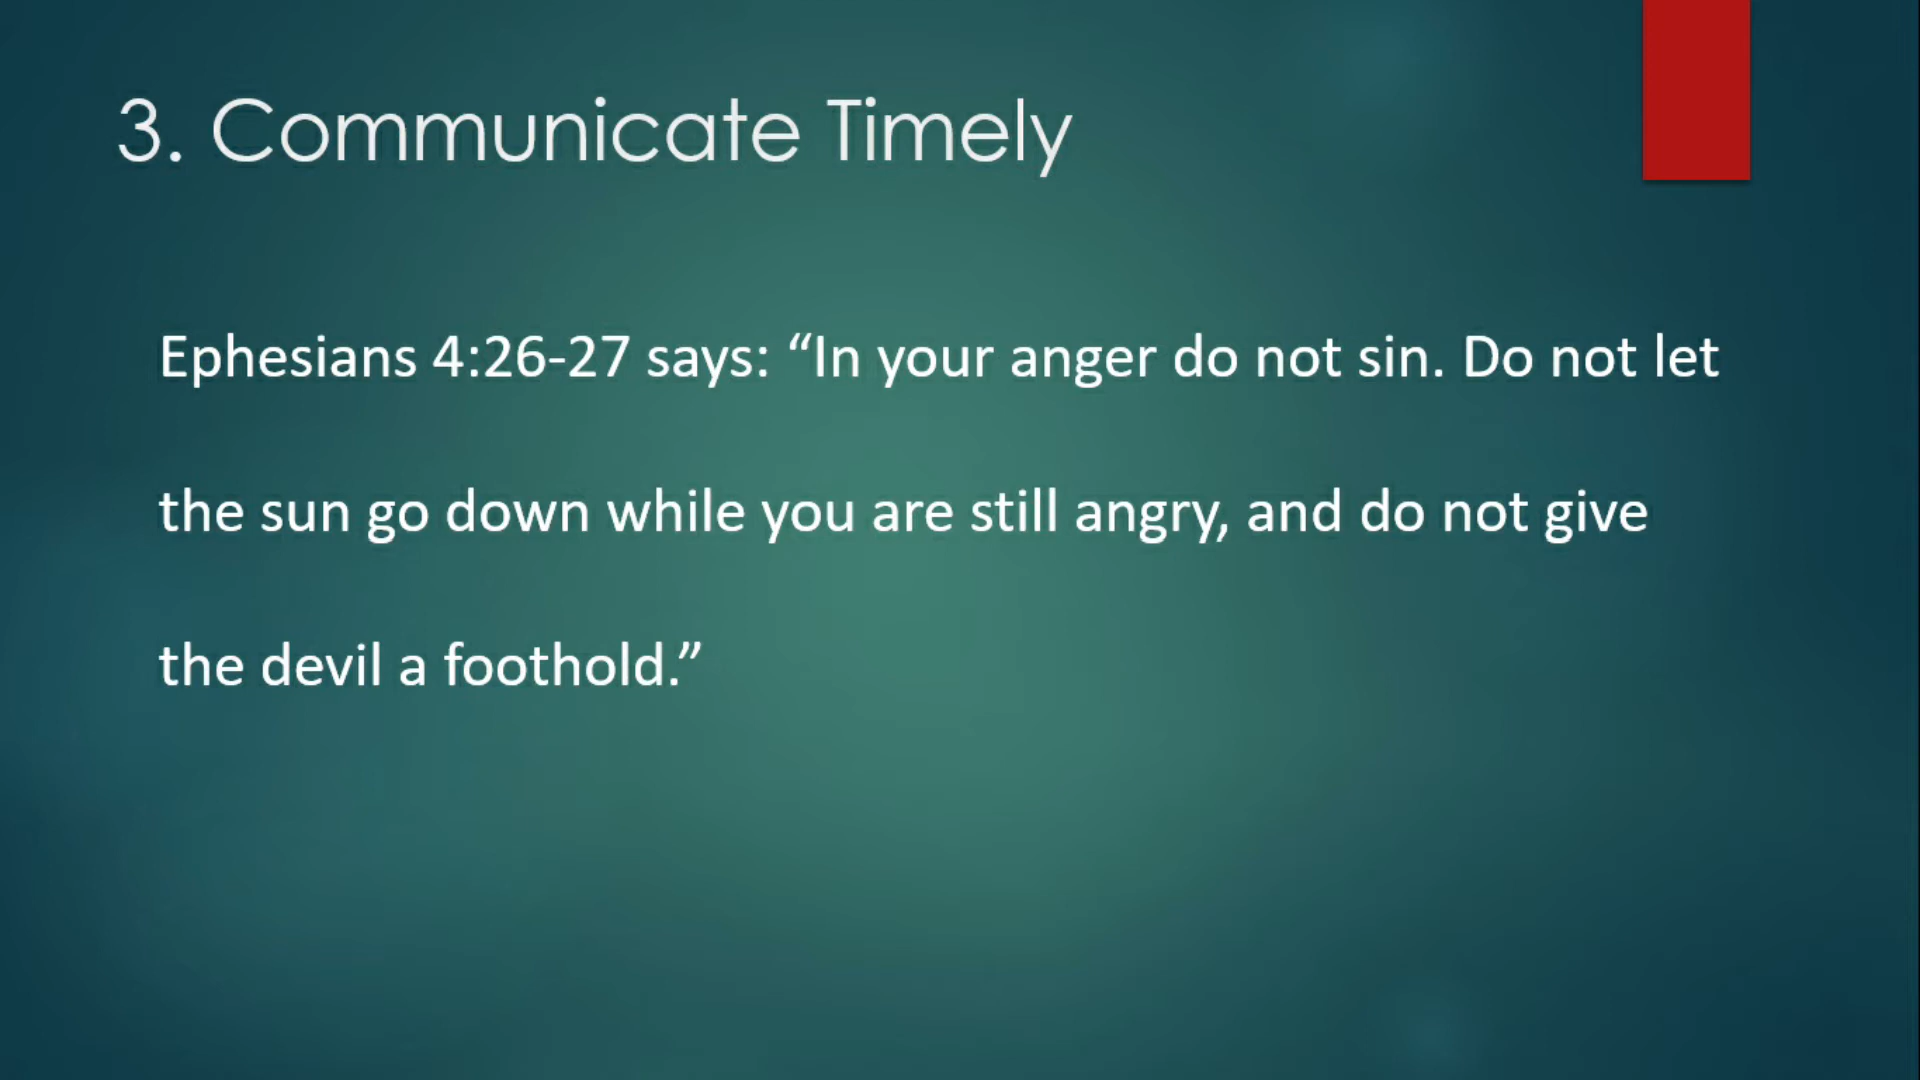 3. Communicate Timely
Ephesians 4:26-27 says: “In your anger do not sin. Do not let
the sun go down while you are still angry, and do not give
the devil a foothold.”